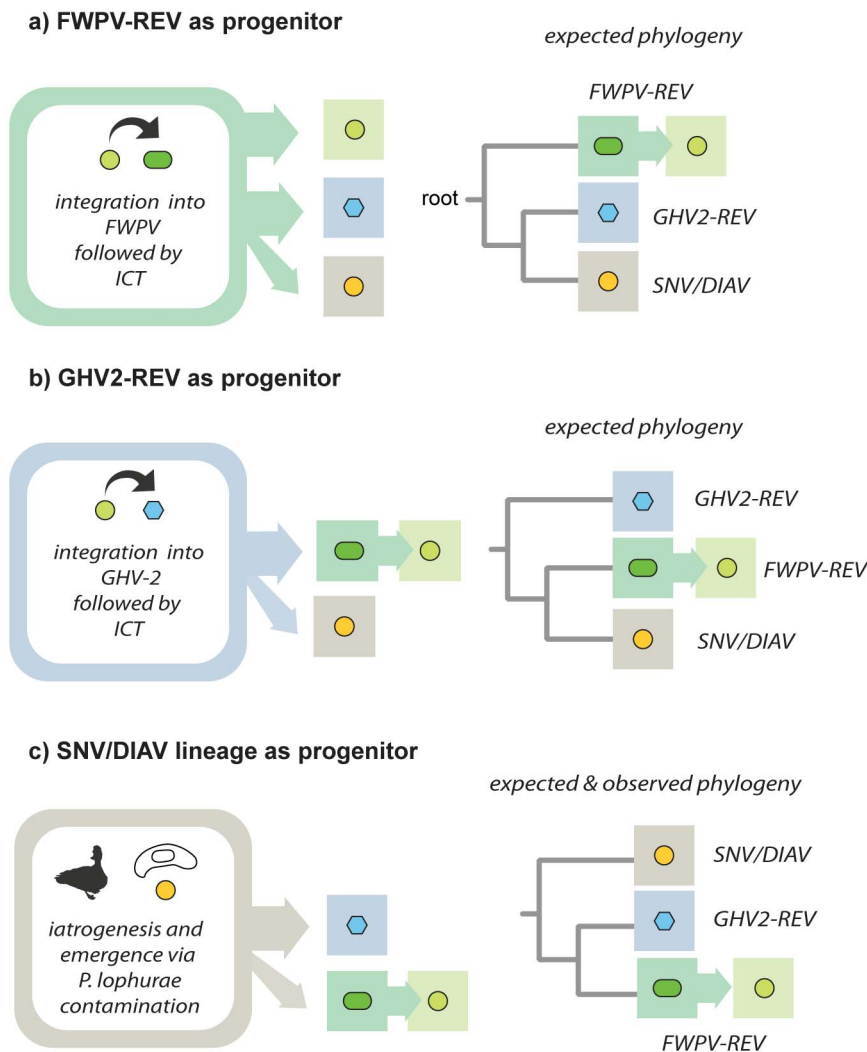 a) FWPV-REV as progenitor
expected phylogeny
FWPV-REV
integration into
FWPV
followed by
ICT
root
GHV2-REV
SNV/DIAV
b) GHV2-REV as progenitor
expected phylogeny
GHV2-REV
integration into
GHV-2
followed by
ICT
FWPV-REV
SNV/DIAV
c) SNV/DIAV lineage as progenitor
expected & observed phylogeny
SNV/DIAV
GHV2-REV
iatrogenesis and
emergence via
P. lophurae
contamination
FWPV-REV